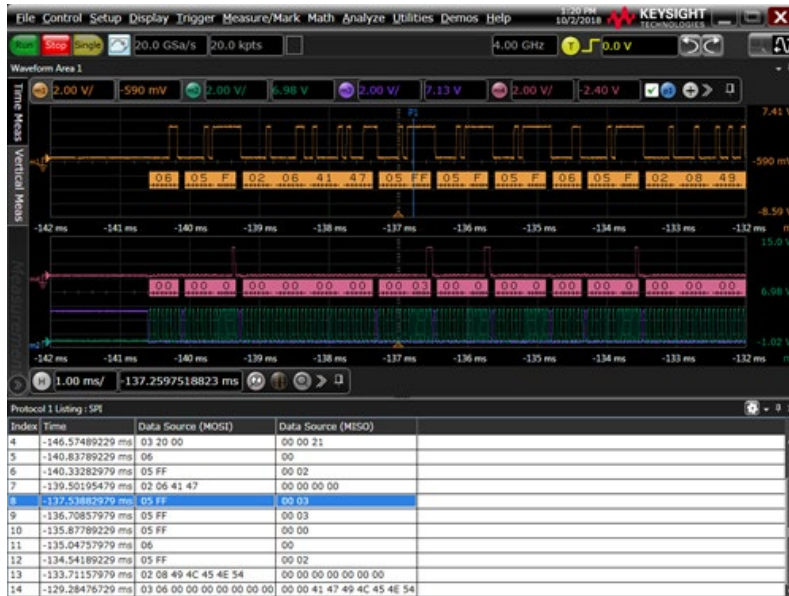 File Control Setup Display Trigger Measure/Mark Math Analyze Utilities Demos Help 1:20 PM 10/2/2018 KEYSIGHT TECHNOLOGIES
Run Stop Single 20.0 GSa/s 20.0 kpts 4.00 GHz T 0.0 V
Waveform Area 1
2.00 V/ -590 mV 2.00 V/ 6.98 V 2.00 V/ 7.13 V 2.00 V/ -2.40 V
Time Meas
Vertical Meas
Measurements
P1
7.41 V
-590 mV
06 05 F 02 06 41 47 05 FF 05 F 05 F 06 05 F 02 08 49
-8.59 V
-142 ms -141 ms -140 ms -139 ms -138 ms -137 ms -136 ms -135 ms -134 ms -133 ms -132 ms
15.0 V
00 00 0 00 00 00 00 00 03 00 0 00 0 00 00 0 00 00 00
6.98 V
-1.02 V
-142 ms -141 ms -140 ms -139 ms -138 ms -137 ms -136 ms -135 ms -134 ms -133 ms -132 ms
H 1.00 ms/ -137.2597518823 ms
Protocol 1 Listing : SPI
Index Time Data Source (MOSI) Data Source (MISO)
4 -146.57489229 ms 03 20 00 00 00 21
5 -140.83789229 ms 06 00
6 -140.33282979 ms 05 FF 00 02
7 -139.50195479 ms 02 06 41 47 00 00 00 00
8 -137.53882979 ms 05 FF 00 03
9 -136.70857979 ms 05 FF 00 03
10 -135.87789229 ms 05 FF 00 00
11 -135.04757979 ms 06 00
12 -134.54189229 ms 05 FF 00 02
13 -133.71157979 ms 02 08 49 4C 45 4E 54 00 00 00 00 00 00 00
14 -129.28476729 ms 03 06 00 00 00 00 00 00 00 00 00 41 47 49 4C 45 4E 54